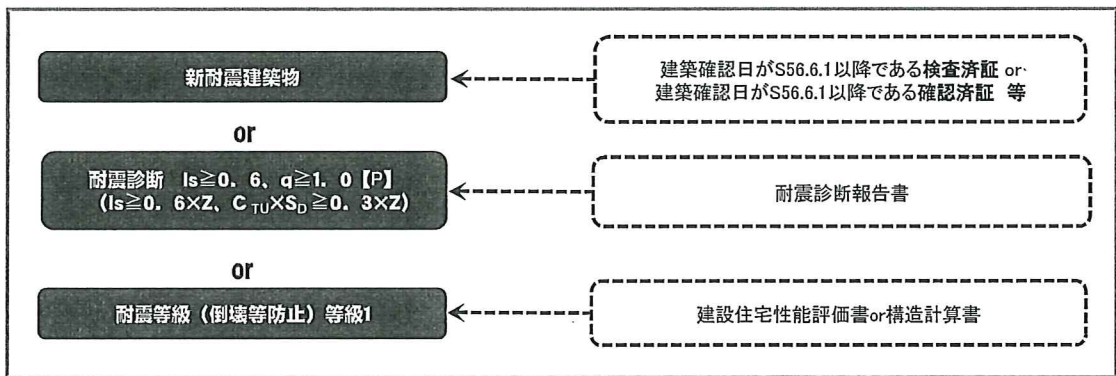 新耐震建築物
建築確認日がS56.6.1以降である検査済証 or
建築確認日がS56.6.1以降である確認済証 等
or
耐震診断 Is≧0.6、q≧1.0【P】
(Is≧0.6×Z、CTU×SD≧0.3×Z)
耐震診断報告書
or
耐震等級（倒壊等防止）等級1
建設住宅性能評価書or構造計算書